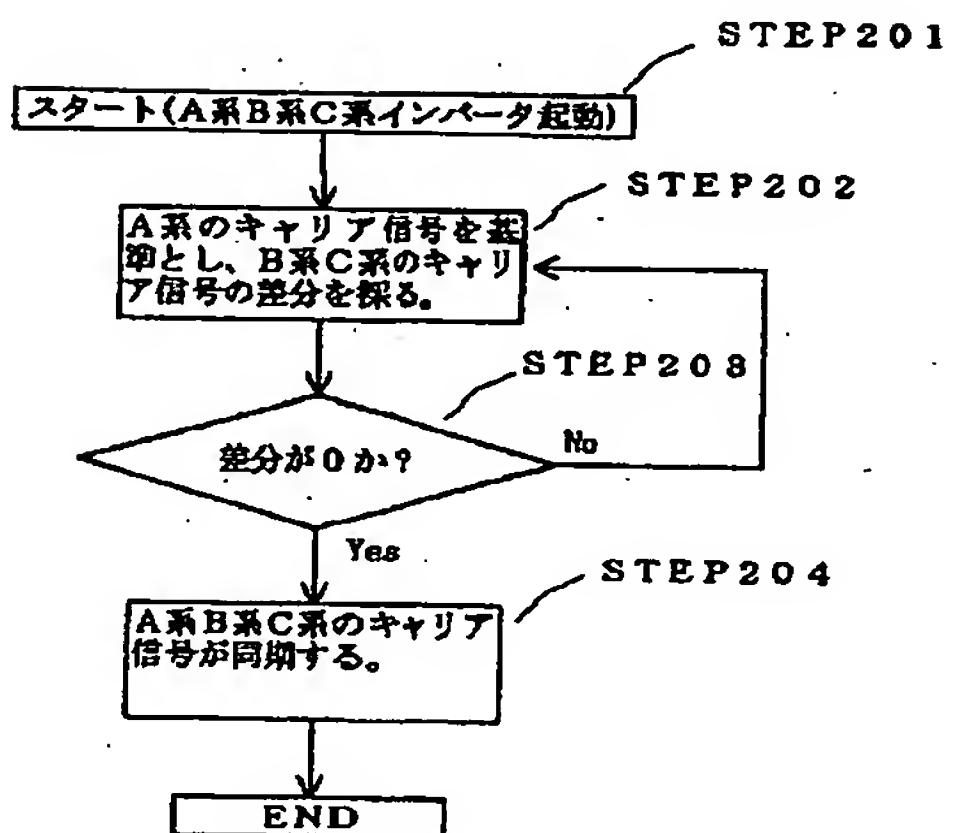 STEP201
スタート(A系B系C系インバータ起動)
STEP202
A系のキャリア信号を基
準とし、B系C系のキャリ
ア信号の差分を採る。
STEP203
差分が0か?
No
Yes
STEP204
A系B系C系のキャリア
信号が同期する。
END